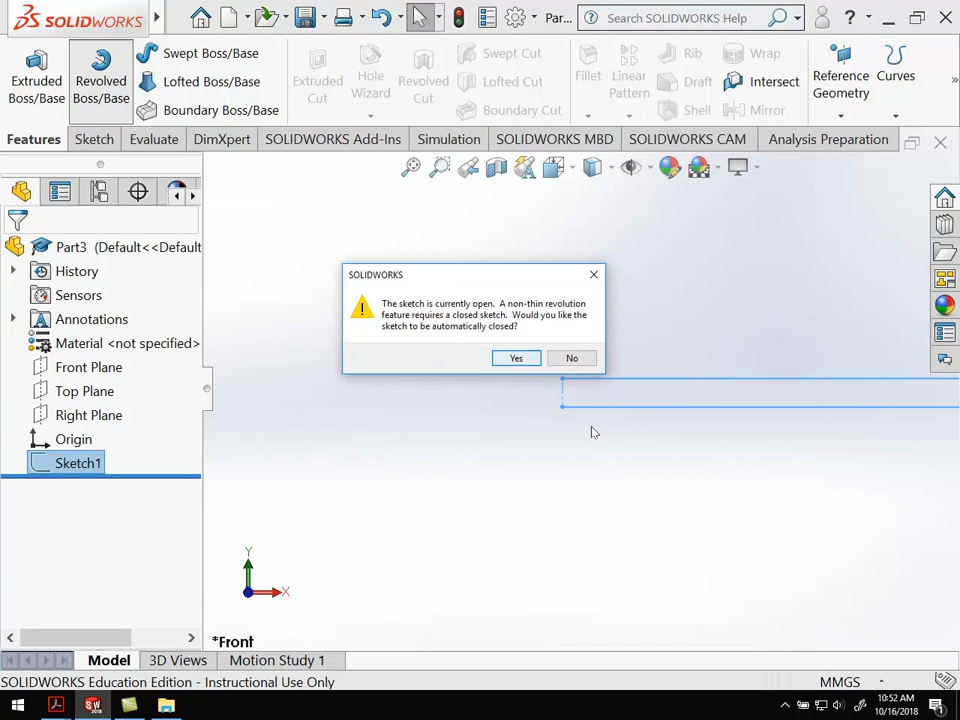 SOLIDWORKS
Par...
Search SOLIDWORKS Help
?
Extruded Boss/Base
Revolved Boss/Base
Swept Boss/Base
Lofted Boss/Base
Boundary Boss/Base
Extruded Cut
Hole Wizard
Revolved Cut
Swept Cut
Lofted Cut
Boundary Cut
Fillet
Linear Pattern
Rib
Draft
Shell
Wrap
Intersect
Mirror
Reference Geometry
Curves
Features
Sketch
Evaluate
DimXpert
SOLIDWORKS Add-Ins
Simulation
SOLIDWORKS MBD
SOLIDWORKS CAM
Analysis Preparation
Part3 (Default<<Default
History
Sensors
Annotations
Material <not specified>
Front Plane
Top Plane
Right Plane
Origin
Sketch1
SOLIDWORKS
The sketch is currently open. A non-thin revolution
feature requires a closed sketch. Would you like the
sketch to be automatically closed?
Yes
No
Y
X
*Front
Model
3D Views
Motion Study 1
SOLIDWORKS Education Edition - Instructional Use Only
MMGS
10:52 AM
10/16/2018